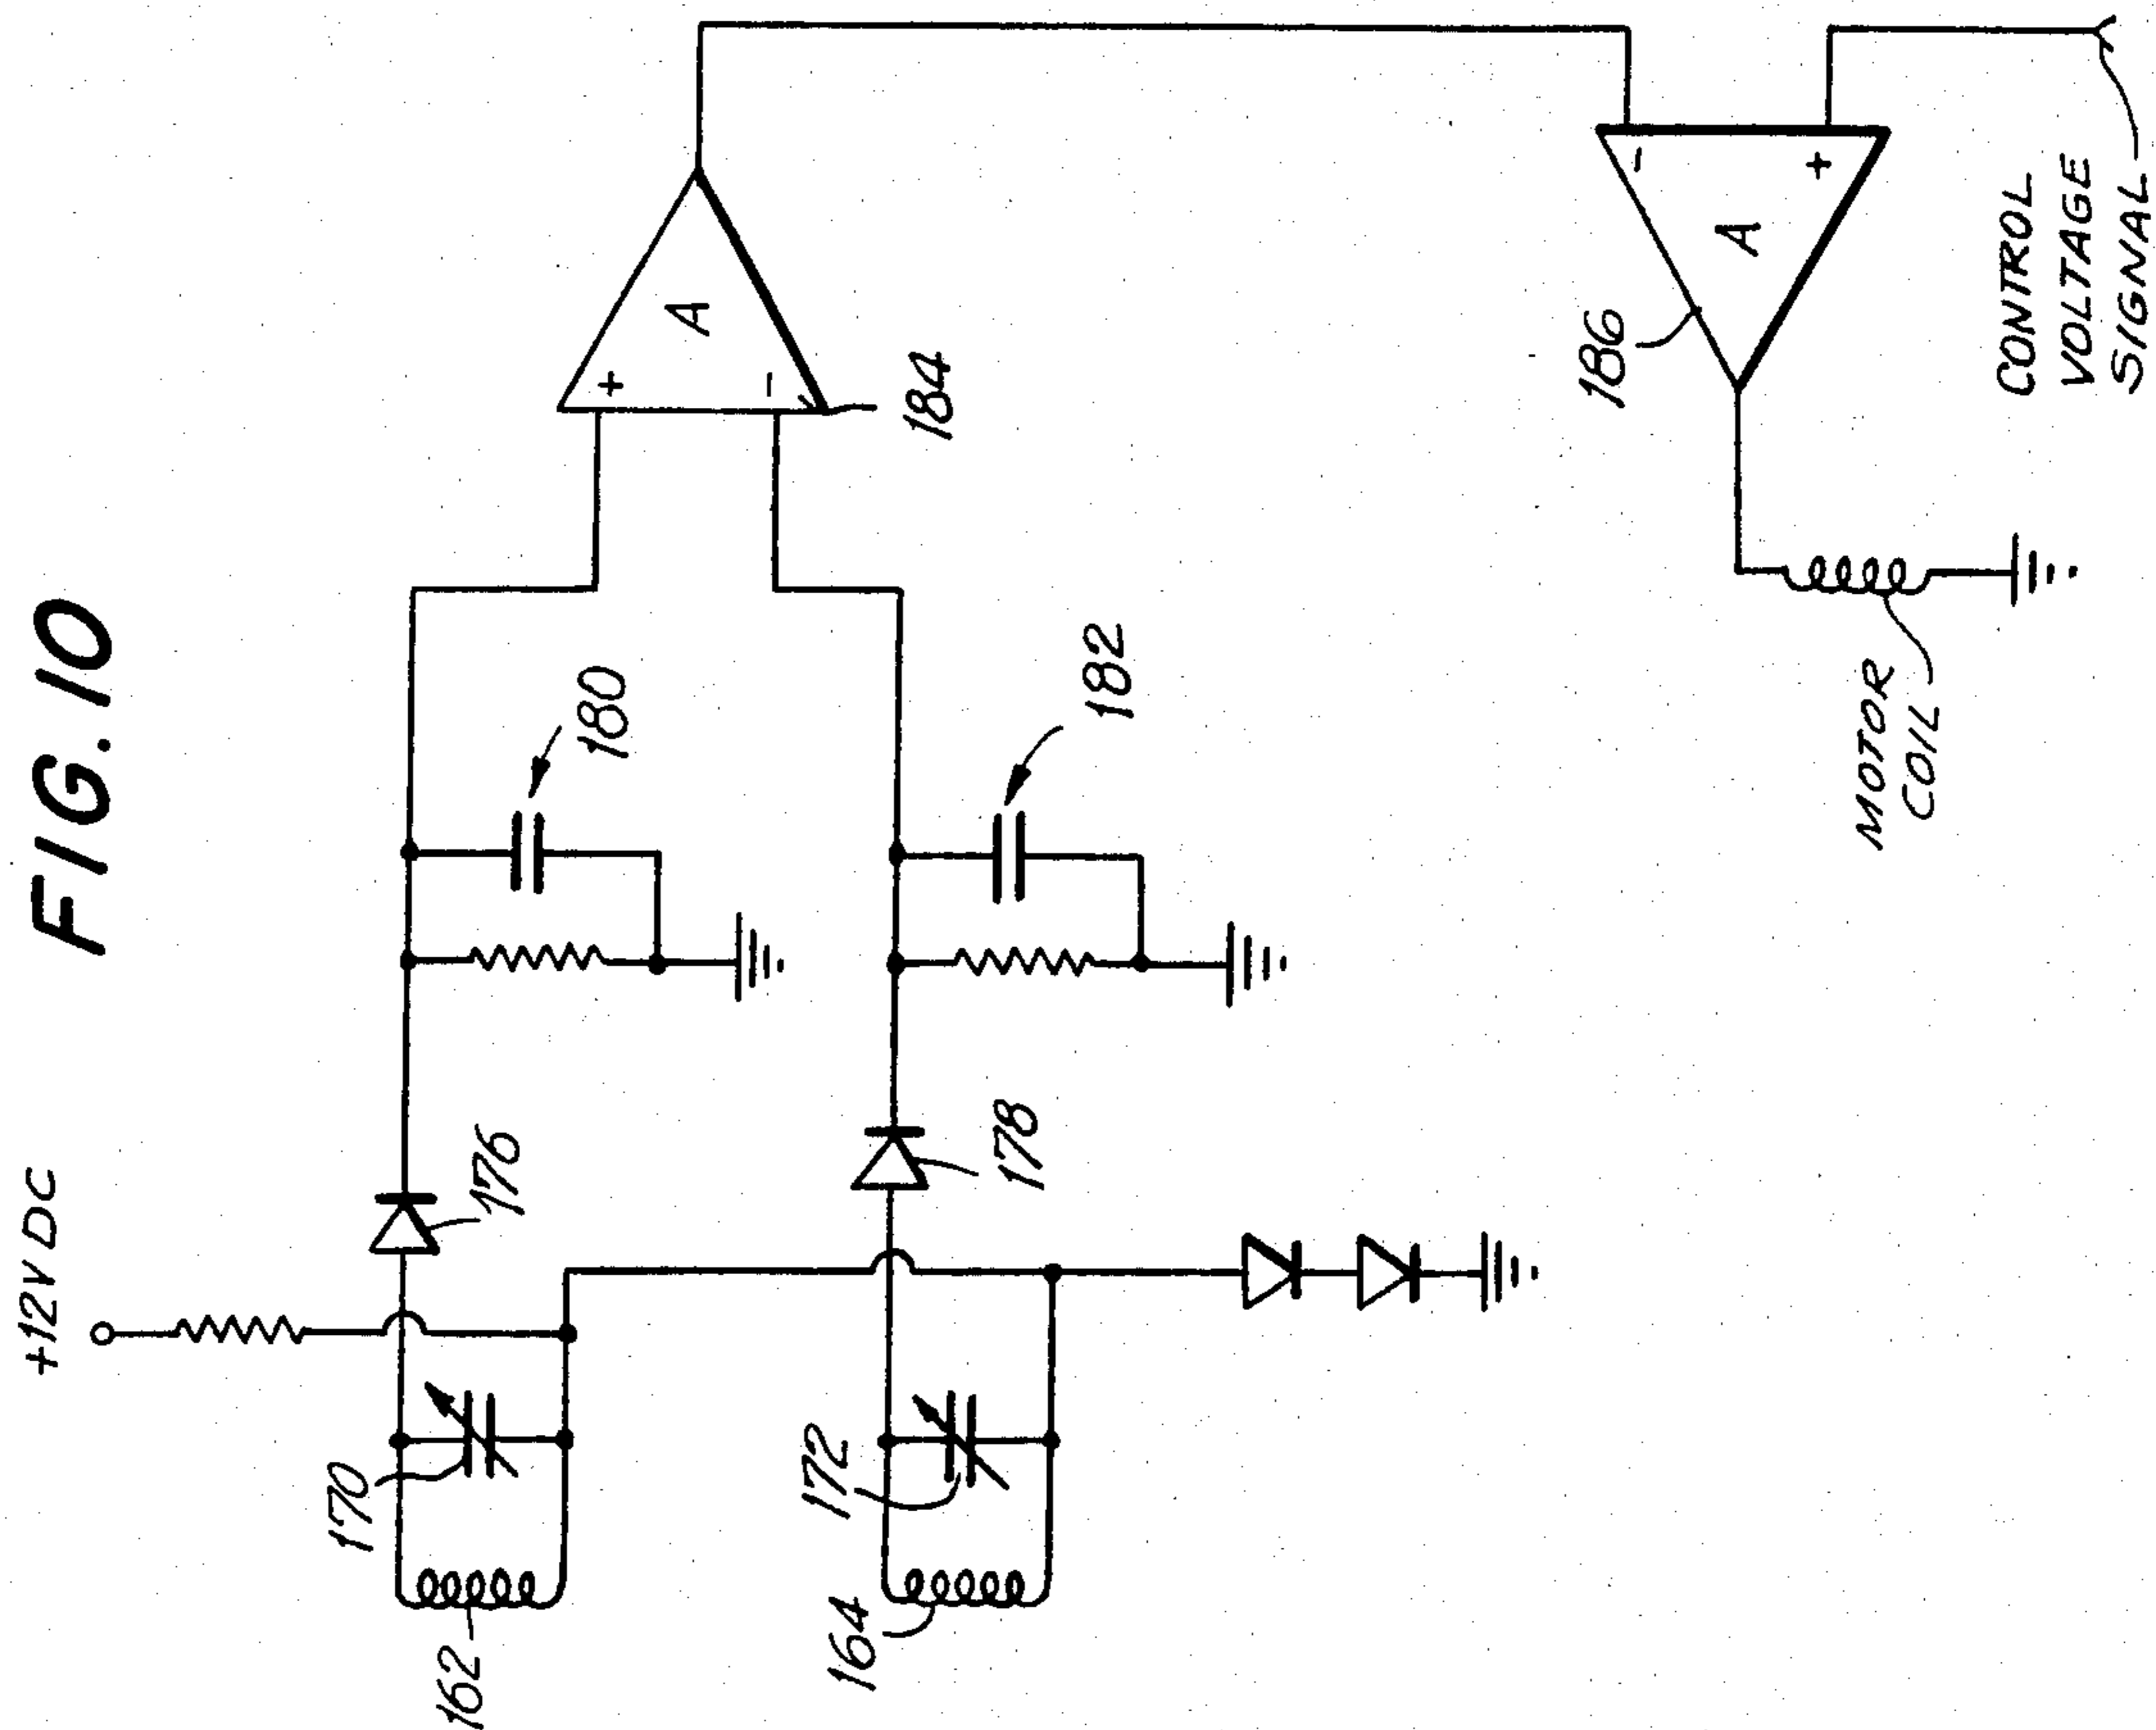 FIG. 10
+12V DC
170
162
176
180
172
164
178
182
+
-
A
184
186
-
+
A
MOTOR
COIL
CONTROL
VOLTAGE
SIGNAL